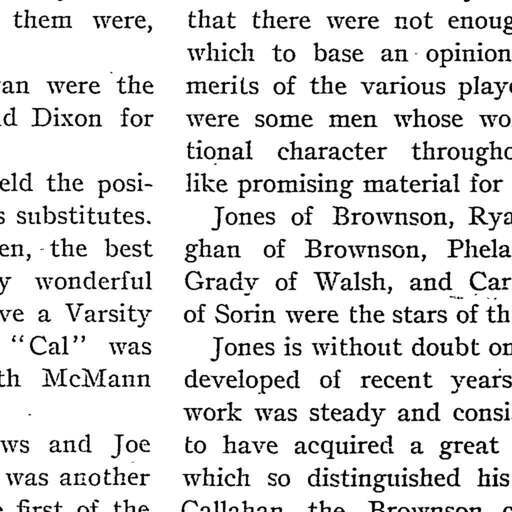 them were,
an were the
d Dixon for
eld the posi-
s substitutes.
en, the best
y wonderful
ve a Varsity
"Cal" was
th McMann
ws and Joe
was another
first of the
that there were not enoug
which to base an opinion
merits of the various play
were some men whose wo
tional character througho
like promising material for
Jones of Brownson, Rya
ghan of Brownson, Phela
Grady of Walsh, and Car
of Sorin were the stars of th
Jones is without doubt on
developed of recent years
work was steady and consi
to have acquired a great
which so distinguished his
Callahan, the Brownson